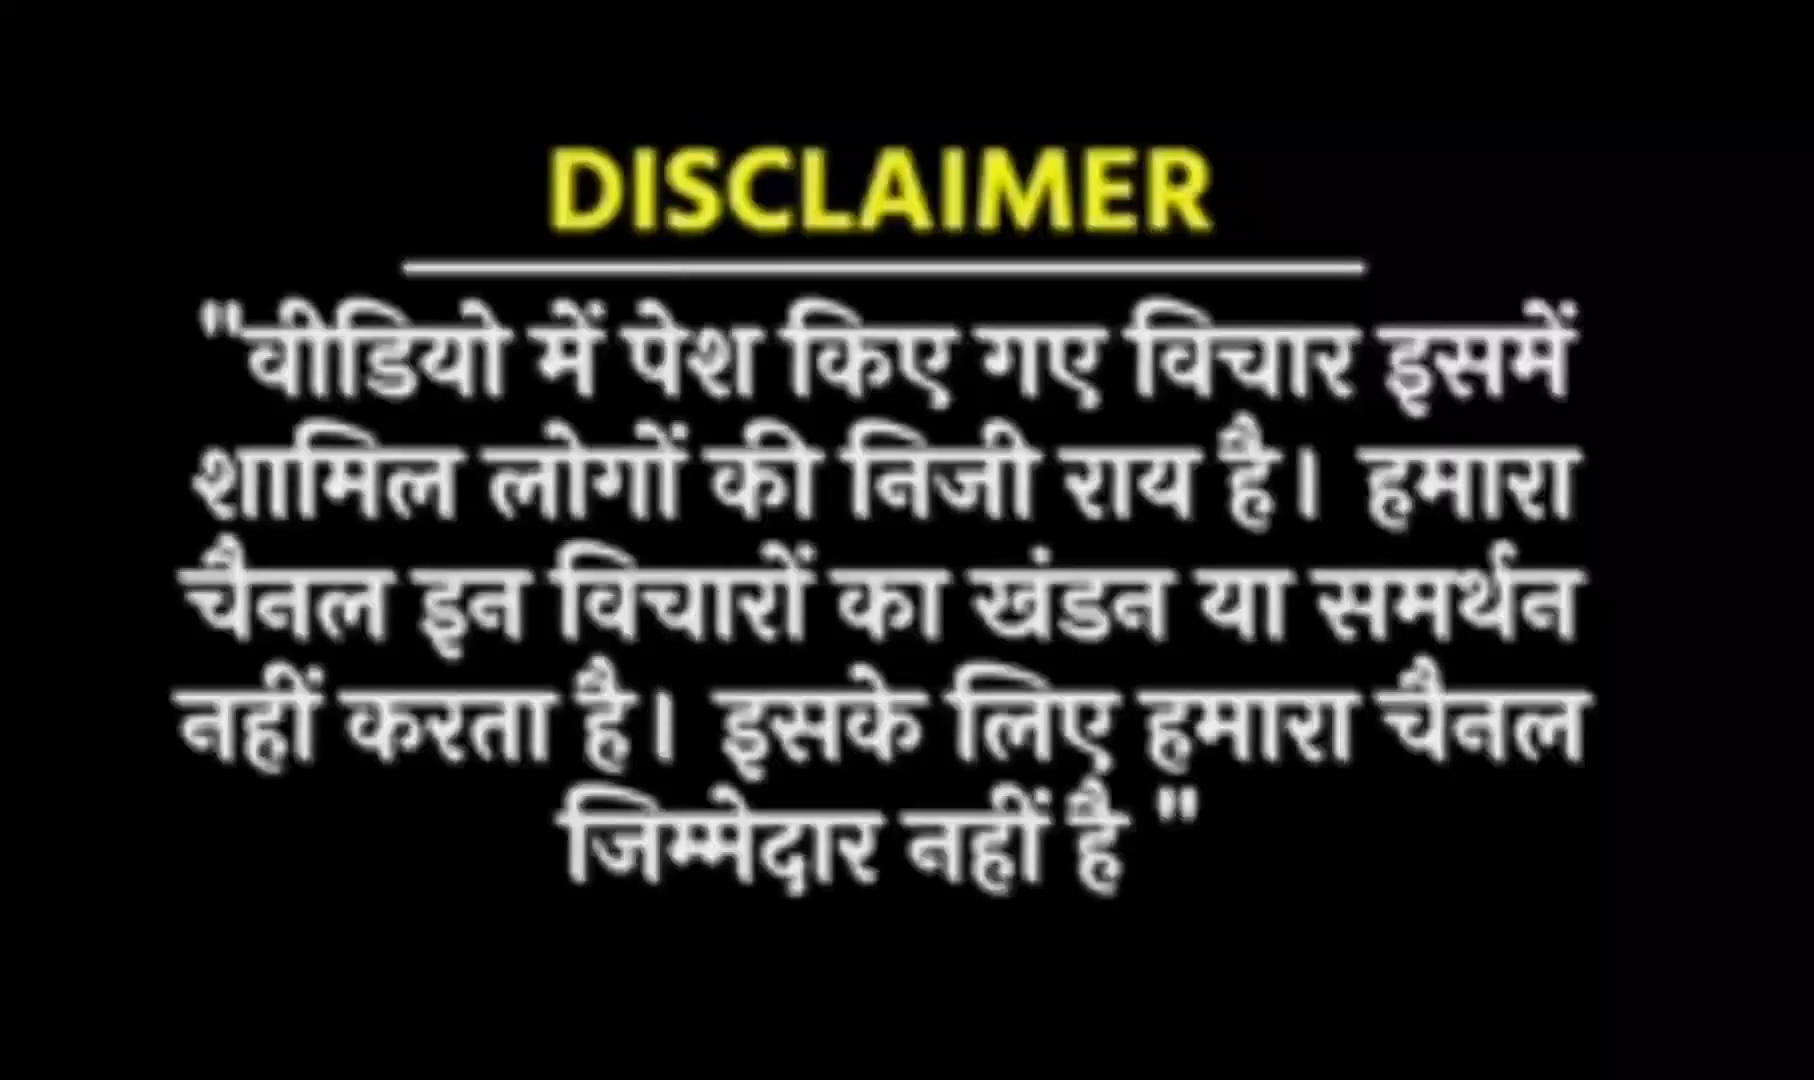 DISCLAIMER
"वीडियो में पेश किए गए विचार इसमें
शामिल लोगों की निजी राय है। हमारा
चैनल इन विचारों का खंडन या समर्थन
नहीं करता है। इसके लिए हमारा चैनल
जिम्मेदार नहीं है "